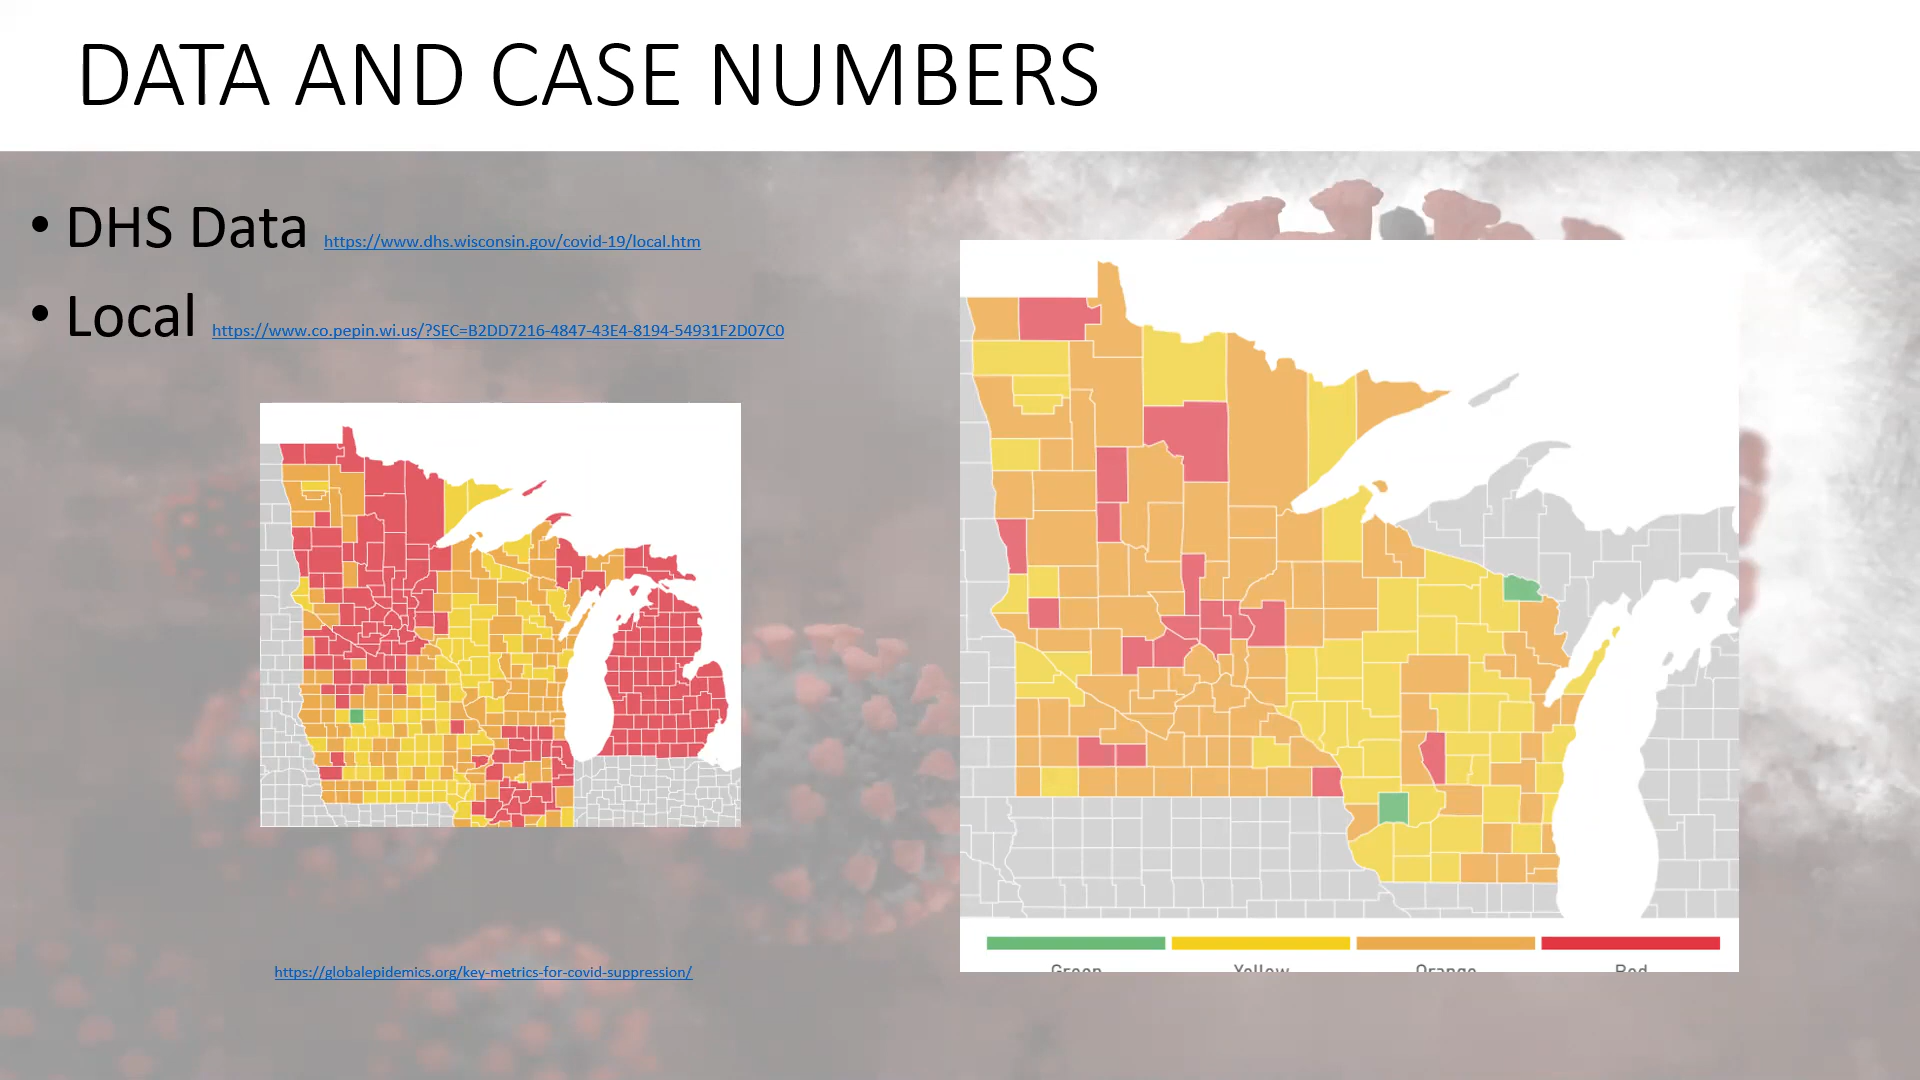 DATA AND CASE NUMBERS
• DHS Data https://www.dhs.wisconsin.gov/covid-19/local.htm
• Local https://www.co.pepin.wi.us/?SEC=B2DD7216-4847-43E4-8194-54931F2D07C0
https://globalepidemics.org/key-metrics-for-covid-suppression/
Green Yellow Orange Red